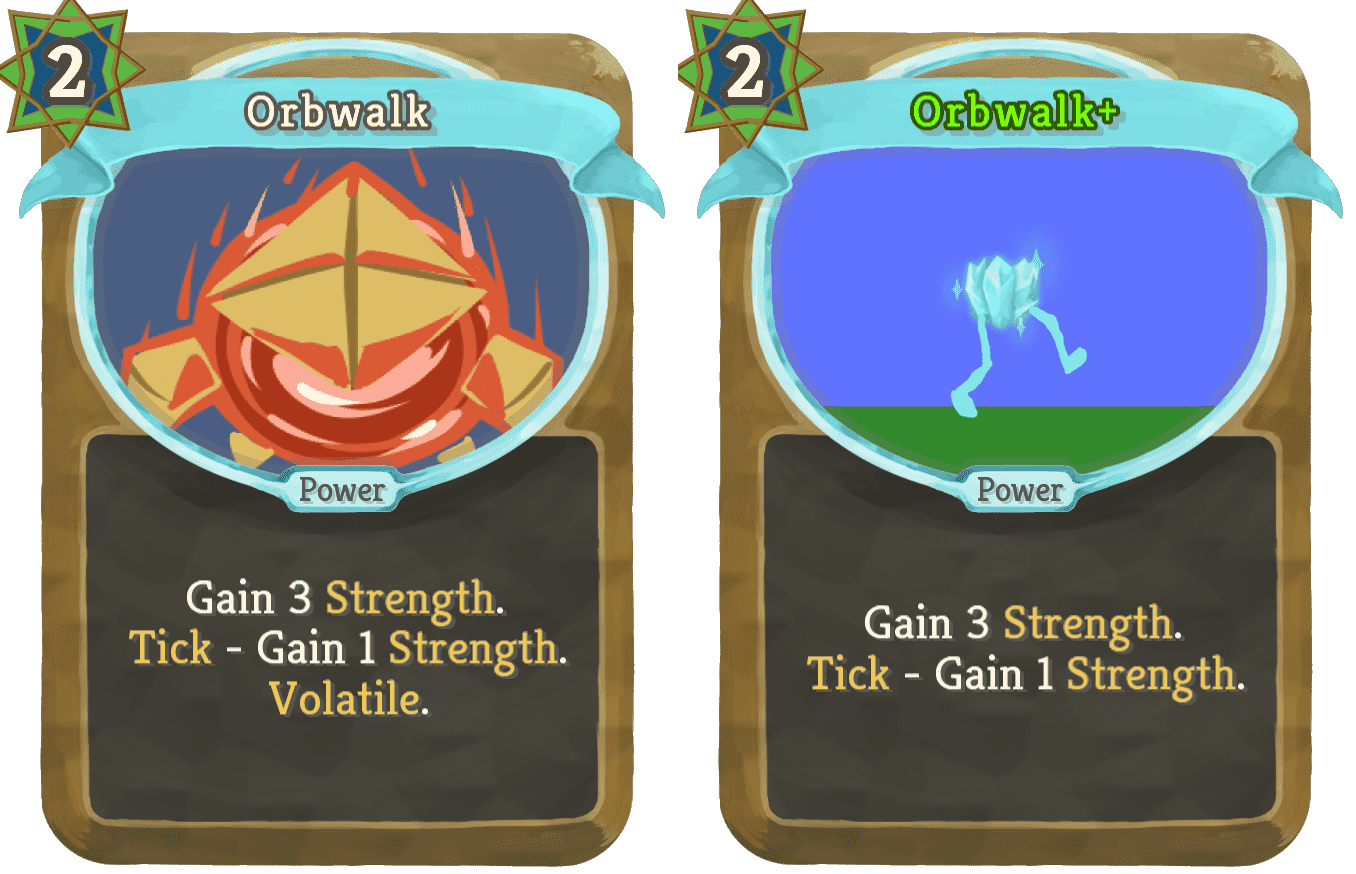 2
Orbwalk
Power
Gain 3 Strength.
Tick - Gain 1 Strength.
Volatile.
2
Orbwalk+
Power
Gain 3 Strength.
Tick - Gain 1 Strength.